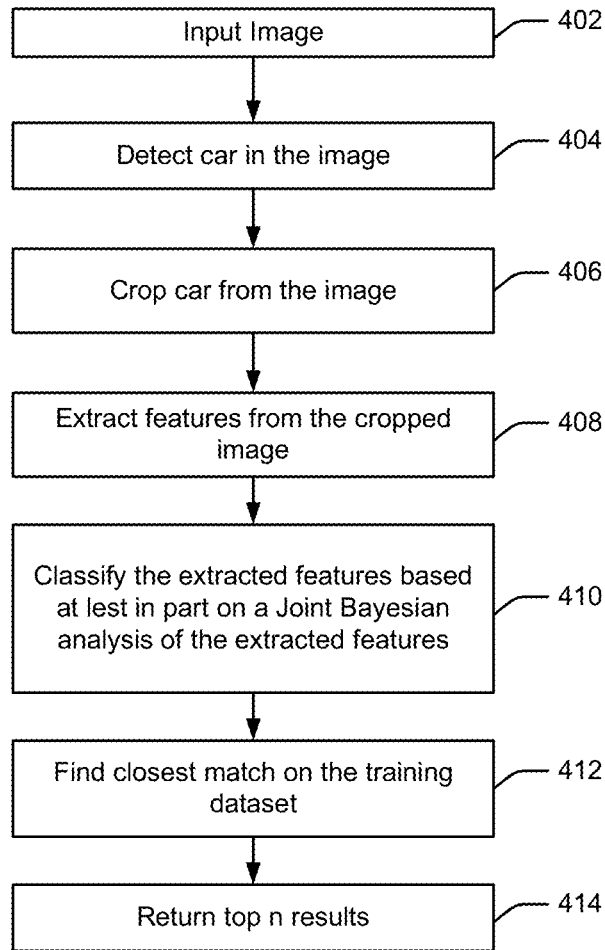 Input Image
402
Detect car in the image
404
Crop car from the image
406
Extract features from the cropped
image
408
Classify the extracted features based
at lest in part on a Joint Bayesian
analysis of the extracted features
410
Find closest match on the training
dataset
412
Return top n results
414